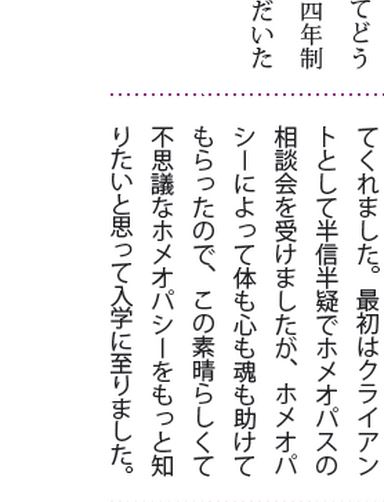 てどう
四年制
だいた
てくれました。最初はクライアン
トとして半信半疑でホメオパスの
相談会を受けましたが、ホメオパ
シーによって体も心も魂も助けて
もらったので、この素晴らしくて
不思議なホメオパシーをもっと知
りたいと思って入学に至りました。